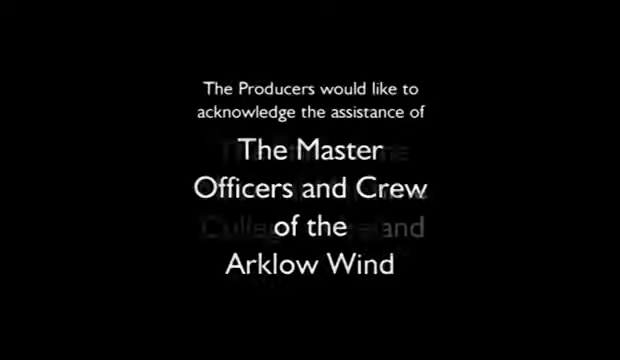 The Producers would like to
acknowledge the assistance of
The Master
Officers and Crew
of the
Arklow Wind